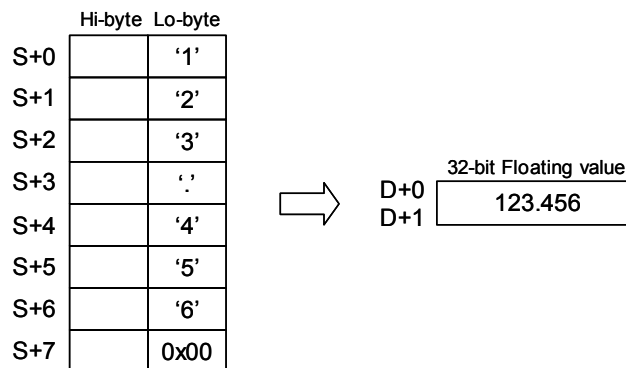 Hi-byte Lo-byte
S+0 ‘1’
S+1 ‘2’
S+2 ‘3’
S+3 ‘.’
S+4 ‘4’
S+5 ‘5’
S+6 ‘6’
S+7 0x00
32-bit Floating value
D+0
D+1
123.456